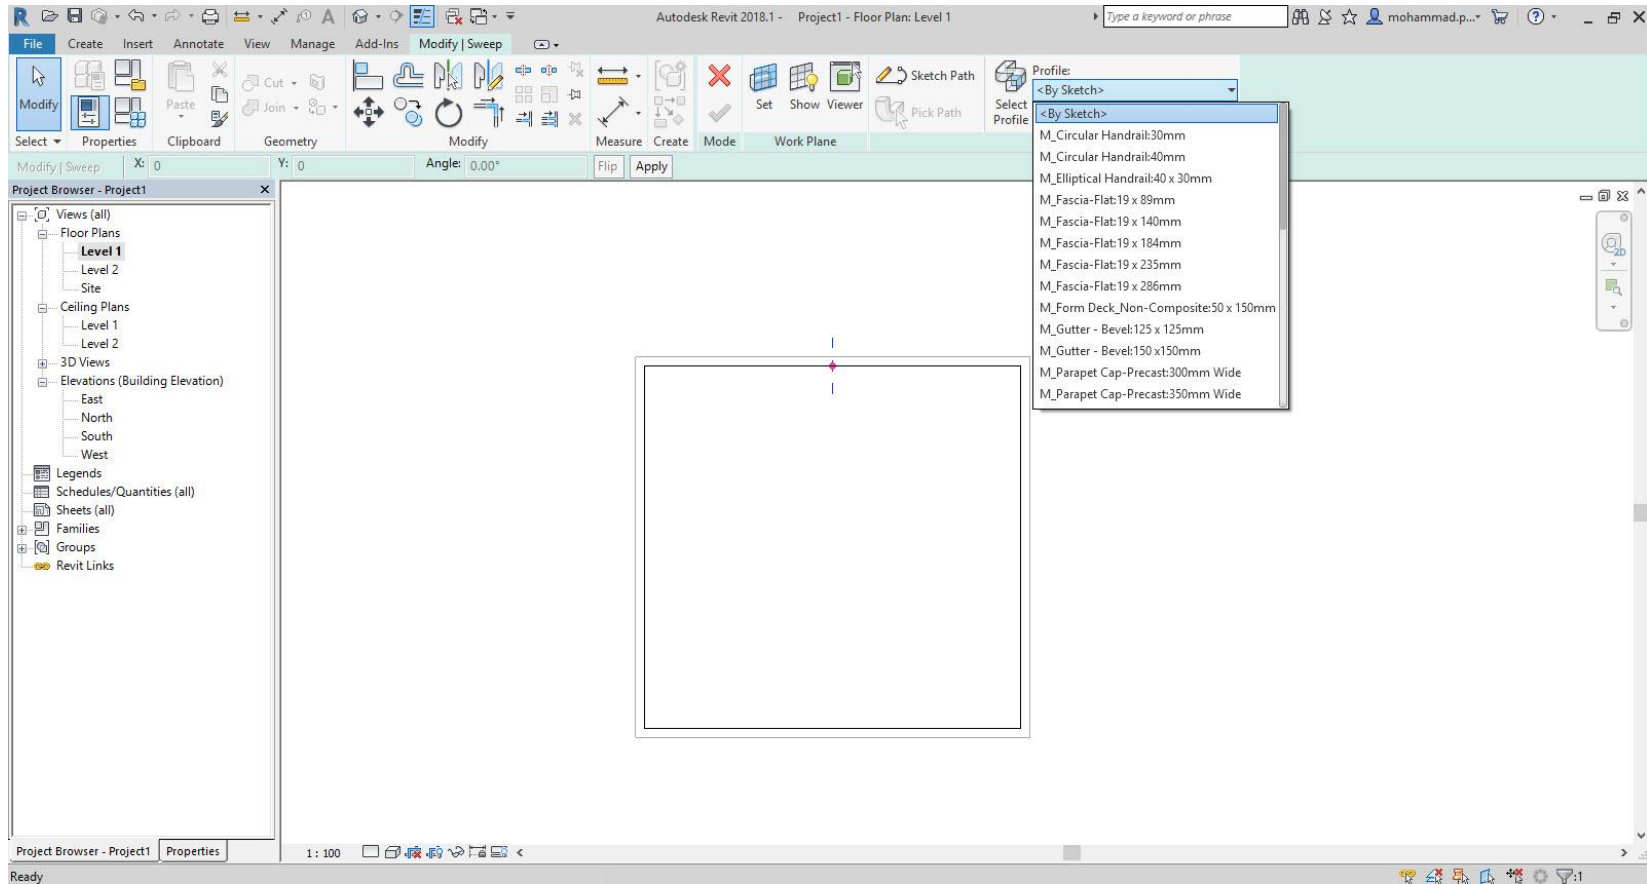 Autodesk Revit 2018.1 - Project1 - Floor Plan: Level 1
Type a keyword or phrase
mohammad.p...
File Create Insert Annotate View Manage Add-Ins Modify | Sweep
Modify
Paste
Cut
Join
Set Show Viewer
Sketch Path
Pick Path
Select Profile
Profile:
<By Sketch>
Select Properties Clipboard Geometry Modify Measure Create Mode Work Plane
Modify | Sweep X: 0 Y: 0 Angle: 0.00° Flip Apply
<By Sketch>
M_Circular Handrail:30mm
M_Circular Handrail:40mm
M_Elliptical Handrail:40 x 30mm
M_Fascia-Flat:19 x 89mm
M_Fascia-Flat:19 x 140mm
M_Fascia-Flat:19 x 184mm
M_Fascia-Flat:19 x 235mm
M_Fascia-Flat:19 x 286mm
M_Form Deck_Non-Composite:50 x 150mm
M_Gutter - Bevel:125 x 125mm
M_Gutter - Bevel:150 x150mm
M_Parapet Cap-Precast:300mm Wide
M_Parapet Cap-Precast:350mm Wide
Project Browser - Project1
Views (all)
Floor Plans
Level 1
Level 2
Site
Ceiling Plans
Level 1
Level 2
3D Views
Elevations (Building Elevation)
East
North
South
West
Legends
Schedules/Quantities (all)
Sheets (all)
Families
Groups
Revit Links
2D
Project Browser - Project1 Properties
1 : 100
Ready
:1